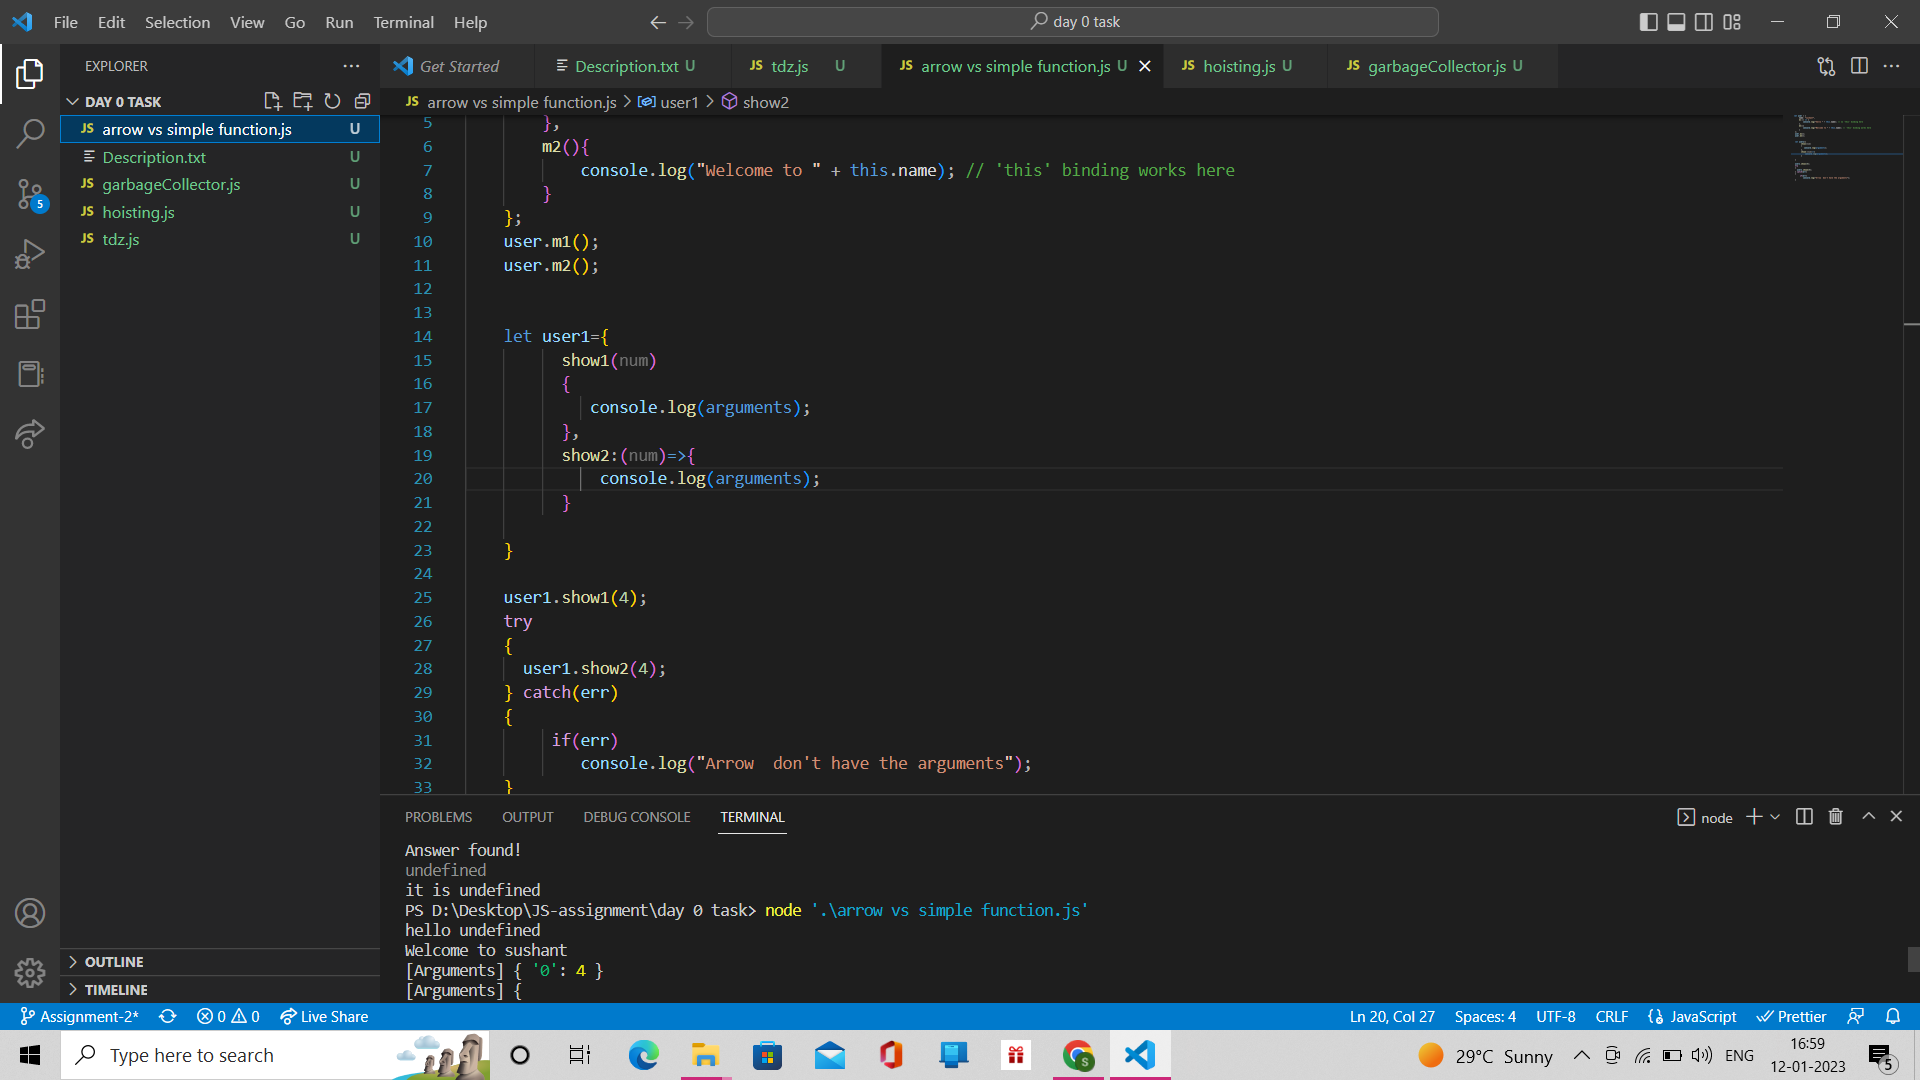 File Edit Selection View Go Run Terminal Help
day 0 task
EXPLORER
Get Started
Description.txt U
JS tdz.js U
JS arrow vs simple function.js U
JS hoisting.js U
JS garbageCollector.js U
DAY 0 TASK
JS arrow vs simple function.js > user1 > show2
JS arrow vs simple function.js U
Description.txt U
JS garbageCollector.js U
JS hoisting.js U
JS tdz.js U
5
5 },
6 m2(){
7 console.log("Welcome to " + this.name); // 'this' binding works here
8 }
9 };
10 user.m1();
11 user.m2();
12
13
14 let user1={
15 show1(num)
16 {
17 console.log(arguments);
18 },
19 show2:(num)=>{
20 console.log(arguments);
21 }
22
23 }
24
25 user1.show1(4);
26 try
27 {
28 user1.show2(4);
29 } catch(err)
30 {
31 if(err)
32 console.log("Arrow  don't have the arguments");
33 }
PROBLEMS OUTPUT DEBUG CONSOLE TERMINAL
node
Answer found!
undefined
it is undefined
PS D:\Desktop\JS-assignment\day 0 task> node '.\arrow vs simple function.js'
hello undefined
Welcome to sushant
[Arguments] { '0': 4 }
[Arguments] {
OUTLINE
TIMELINE
Assignment-2* 0 0 Live Share
Ln 20, Col 27 Spaces: 4 UTF-8 CRLF JavaScript Prettier
Type here to search
29°C Sunny
ENG
16:59
12-01-2023
5